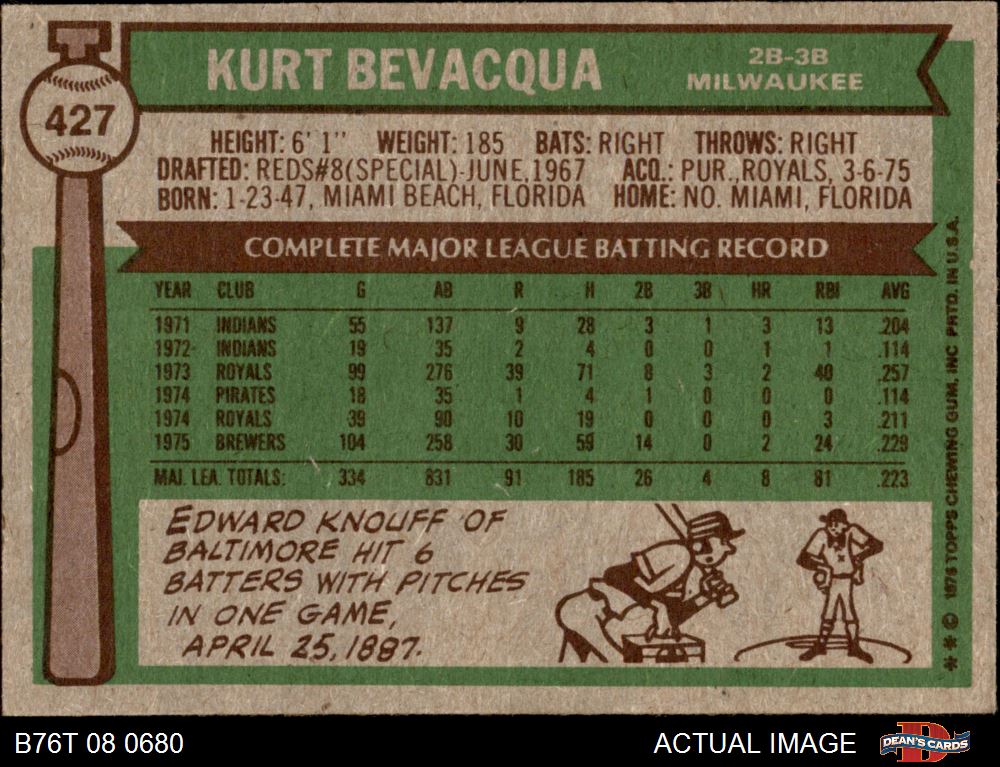 427
KURT BEVACQUA
2B-3B
MILWAUKEE
HEIGHT: 6' 1" WEIGHT: 185 BATS: RIGHT THROWS: RIGHT
DRAFTED: REDS#8(SPECIAL)-JUNE,1967 ACQ.: PUR.,ROYALS, 3-6-75
BORN: 1-23-47, MIAMI BEACH, FLORIDA HOME: NO. MIAMI, FLORIDA
COMPLETE MAJOR LEAGUE BATTING RECORD
YEAR CLUB G AB R H 2B 3B HR RBI AVG
1971 INDIANS 55 137 9 28 3 1 3 13 .204
1972 INDIANS 19 35 2 4 0 0 1 1 .114
1973 ROYALS 99 276 39 71 8 3 2 40 .257
1974 PIRATES 18 35 1 4 1 0 0 0 .114
1974 ROYALS 39 90 10 19 0 0 0 3 .211
1975 BREWERS 104 258 30 59 14 0 2 24 .229
MAJ. LEA. TOTALS: 334 831 91 185 26 4 8 81 .223
EDWARD KNOUFF OF
BALTIMORE HIT 6
BATTERS WITH PITCHES
IN ONE GAME,
APRIL 25, 1887.
** © 1976 TOPPS CHEWING GUM, INC PRTD. IN U.S.A.
B76T 08 0680
ACTUAL IMAGE
DEAN'S CARDS